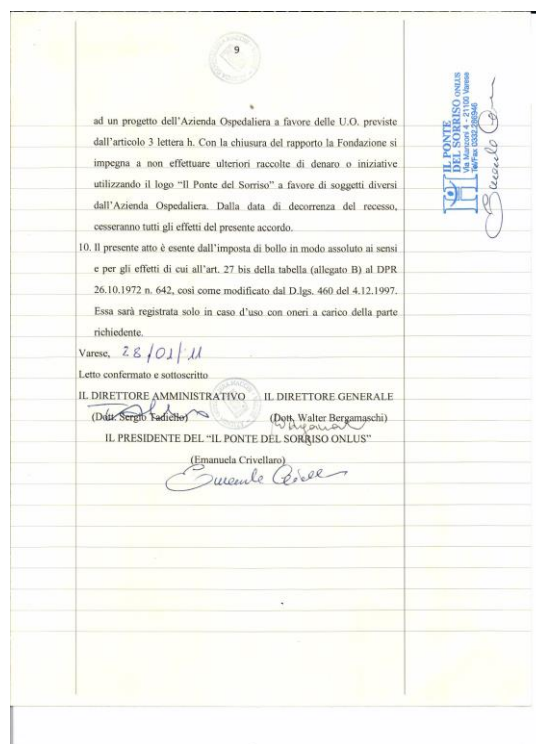 9
ad un progetto dell'Azienda Ospedaliera a favore delle U.O. previste
dall'articolo 3 lettera h. Con la chiusura del rapporto la Fondazione si
impegna a non effettuare ulteriori raccolte di denaro o iniziative
utilizzando il logo "Il Ponte del Sorriso" a favore di soggetti diversi
dall'Azienda Ospedaliera. Dalla data di decorrenza del recesso,
cesseranno tutti gli effetti del presente accordo.
10. Il presente atto è esente dall'imposta di bollo in modo assoluto ai sensi
e per gli effetti di cui all'art. 27 bis della tabella (allegato B) al DPR
26.10.1972 n. 642, così come modificato dal D.lgs. 460 del 4.12.1997.
Essa sarà registrata solo in caso d'uso con oneri a carico della parte
richiedente.
Varese, 28/01/11
Letto confermato e sottoscritto
IL DIRETTORE AMMINISTRATIVO IL DIRETTORE GENERALE
(Dott. Sergio Tadiello) (Dott. Walter Bergamaschi)
IL PRESIDENTE DEL "IL PONTE DEL SORRISO ONLUS"
(Emanuela Crivellaro)
IL PONTE
DEL SORRISO ONLUS
Via Manzoni 4 - 21100 Varese
Tel/Fax 0332.286946